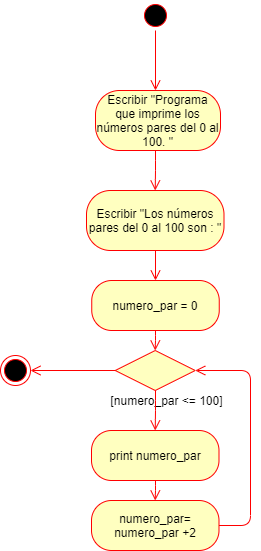 Escribir "Programa
que imprime los
números pares del 0 al
100. "
Escribir "Los números
pares del 0 al 100 son : "
numero_par = 0
[numero_par <= 100]
print numero_par
numero_par=
numero_par +2